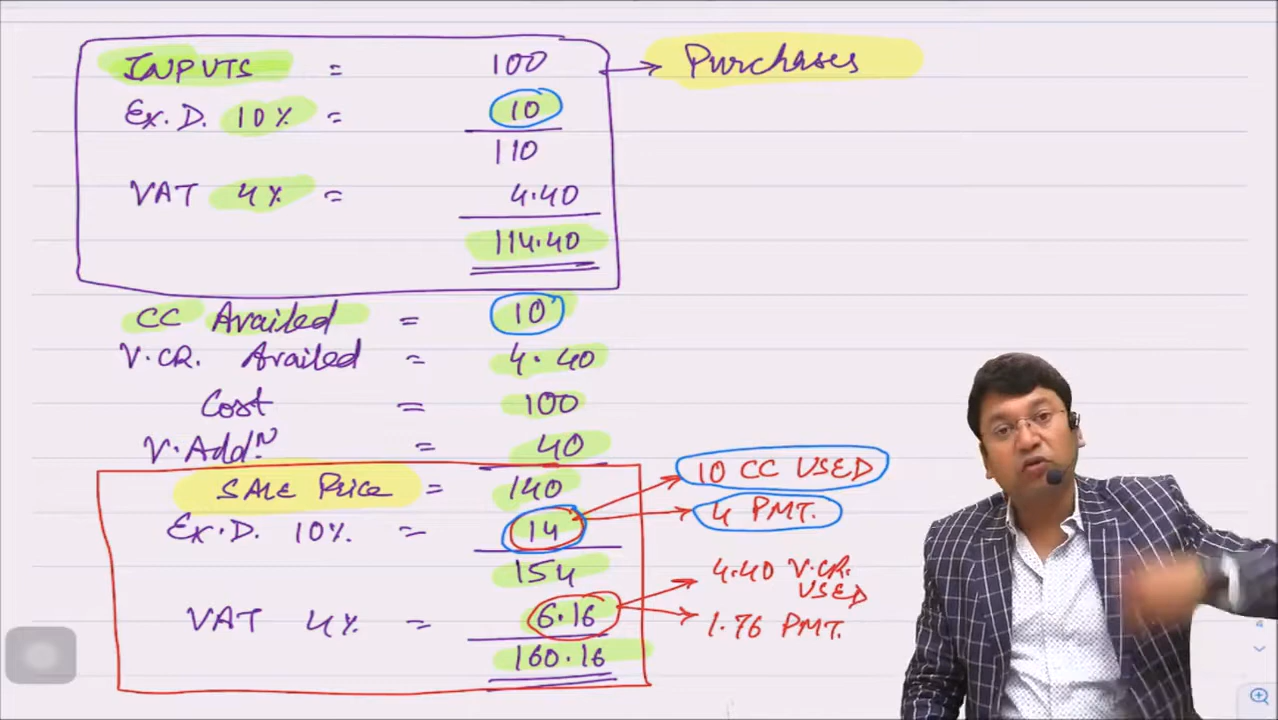 INPUTS = 100 → Purchases
Ex.D. 10% = 10
110
VAT 4% = 4.40
114.40
CC Availed = 10
V.CR. Availed = 4.40
Cost = 100
V.Add.ⁿ = 40
SALE Price = 140
10 CC USED
Ex.D. 10% = 14
4 PMT.
154
4.40 V.CR. USED
VAT 4% = 6.16
1.76 PMT.
160.16